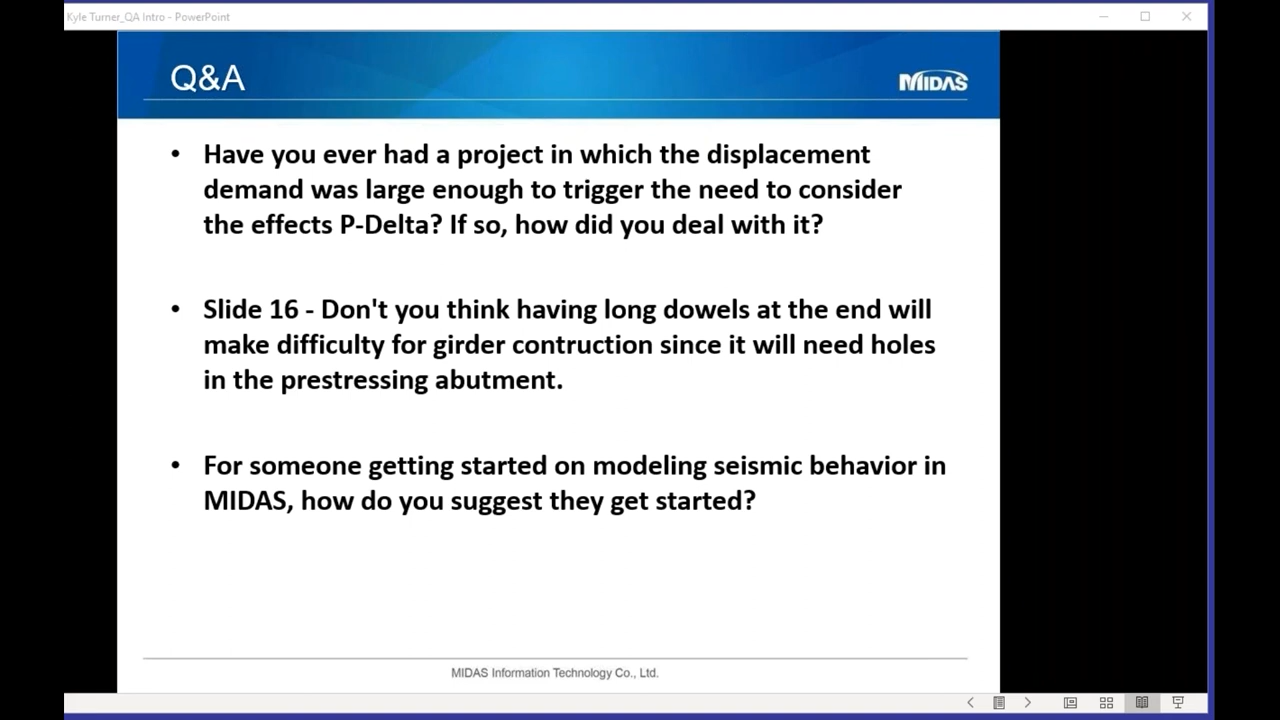 Kyle Turner_QA Intro - PowerPoint
Q&A
MIDAS
• Have you ever had a project in which the displacement
demand was large enough to trigger the need to consider
the effects P-Delta? If so, how did you deal with it?
• Slide 16 - Don't you think having long dowels at the end will
make difficulty for girder contruction since it will need holes
in the prestressing abutment.
• For someone getting started on modeling seismic behavior in
MIDAS, how do you suggest they get started?
MIDAS Information Technology Co., Ltd.